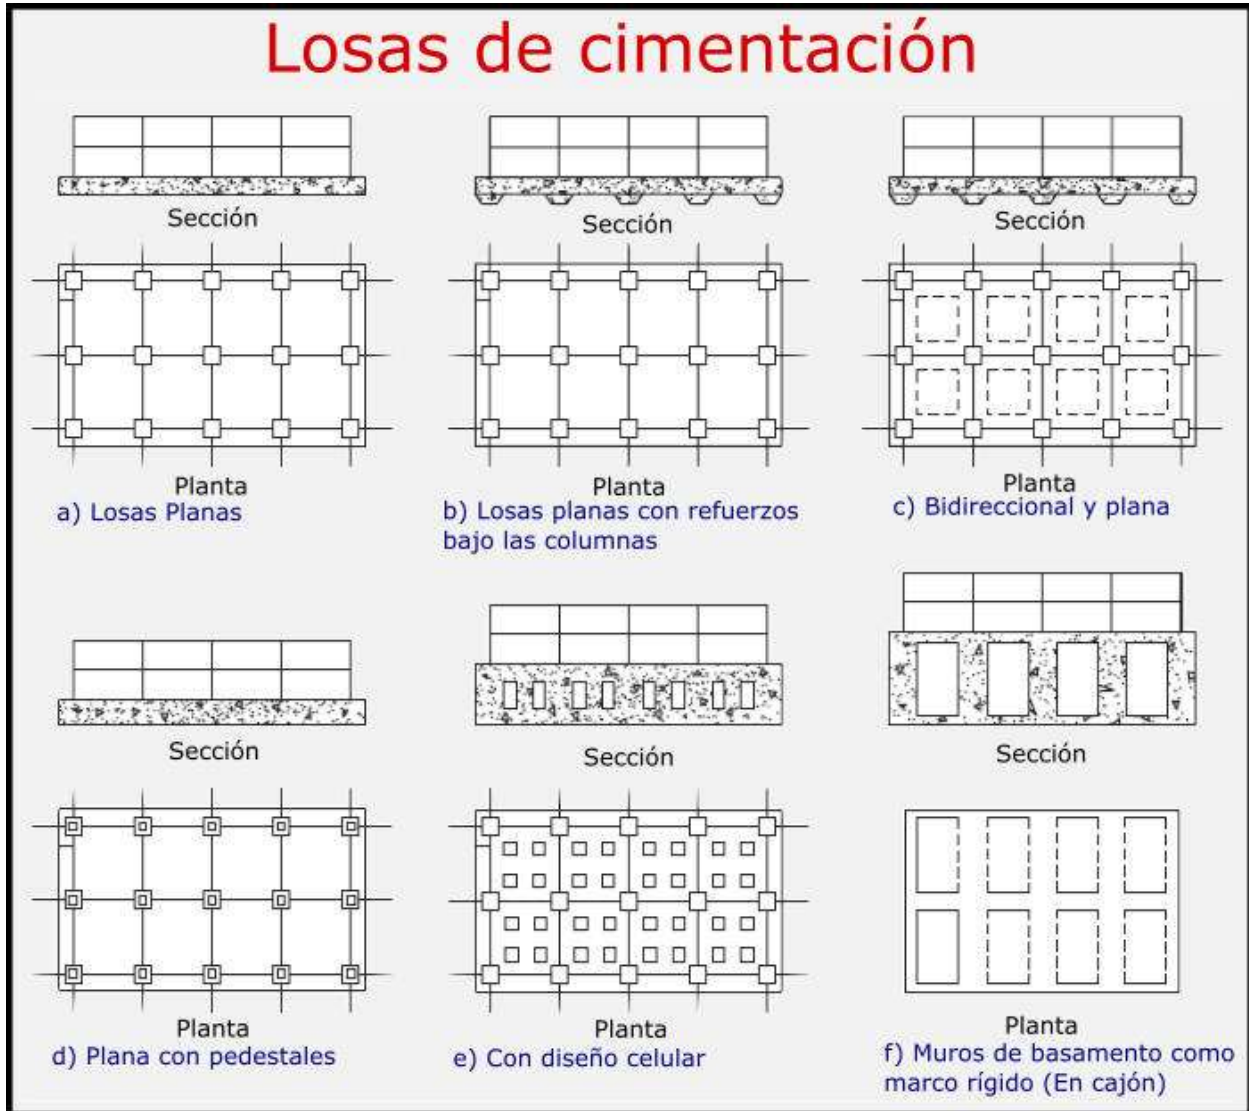 Losas de cimentación
Sección
Sección
Sección
Planta
a) Losas Planas
Planta
b) Losas planas con refuerzos
bajo las columnas
Planta
c) Bidireccional y plana
Sección
Sección
Sección
Planta
d) Plana con pedestales
Planta
e) Con diseño celular
Planta
f) Muros de basamento como
marco rígido (En cajón)